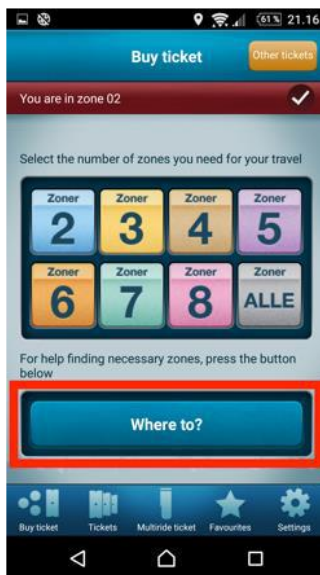 61% 21.16
Buy ticket
Other tickets
You are in zone 02
Select the number of zones you need for your travel
Zoner Zoner Zoner Zoner
2 3 4 5
Zoner Zoner Zoner Zoner
6 7 8 ALLE
For help finding necessary zones, press the button
below
Where to?
Buy ticket Tickets Multiride ticket Favourites Settings